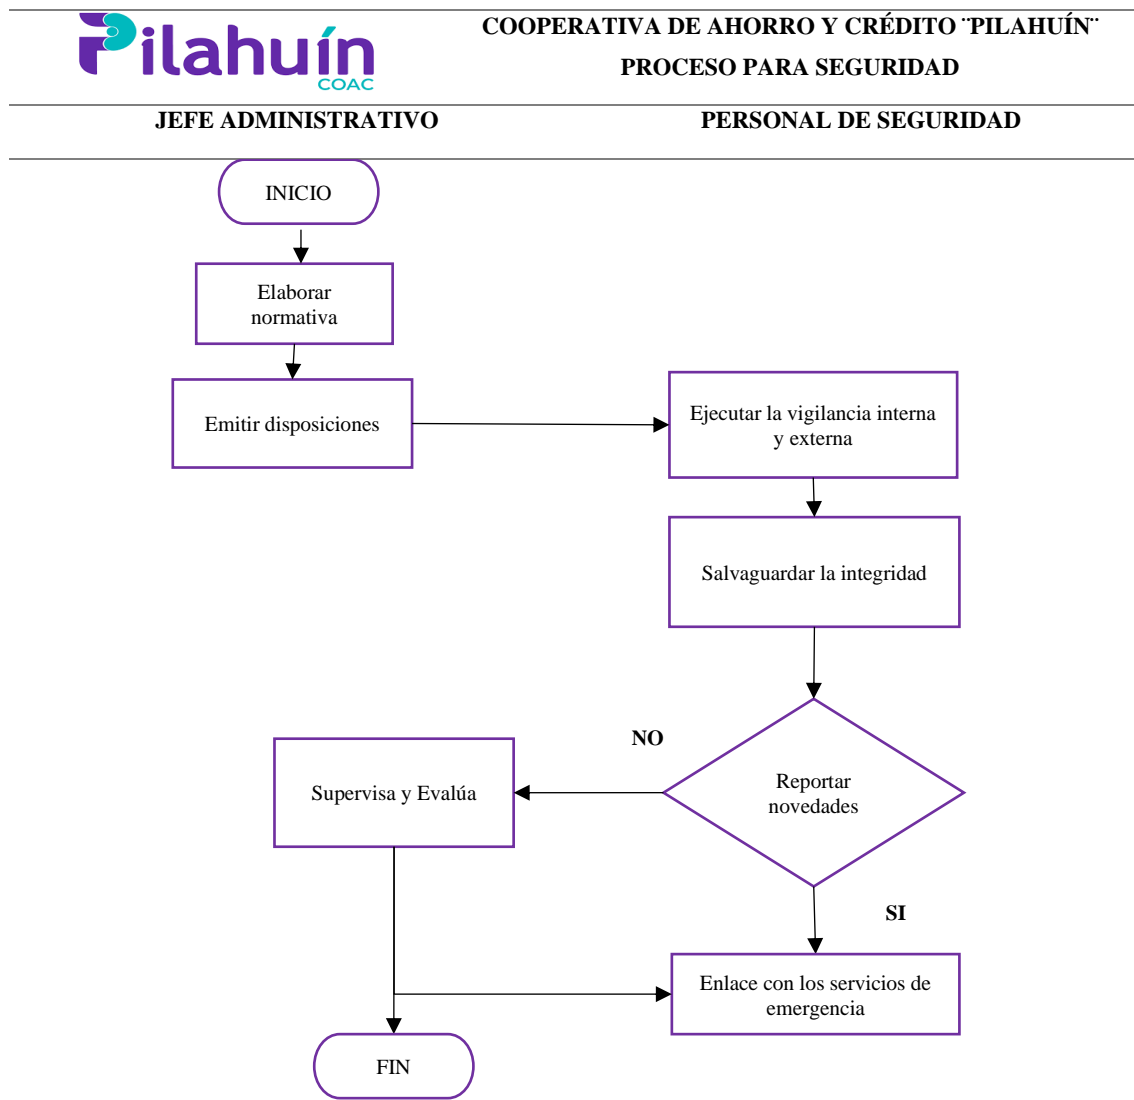 Pilahuín
COAC
COOPERATIVA DE AHORRO Y CRÉDITO ¨PILAHUÍN¨
PROCESO PARA SEGURIDAD
JEFE ADMINISTRATIVO
PERSONAL DE SEGURIDAD
INICIO
Elaborar
normativa
Emitir disposiciones
Ejecutar la vigilancia interna
y externa
Salvaguardar la integridad
NO
Reportar
novedades
Supervisa y Evalúa
SI
Enlace con los servicios de
emergencia
FIN